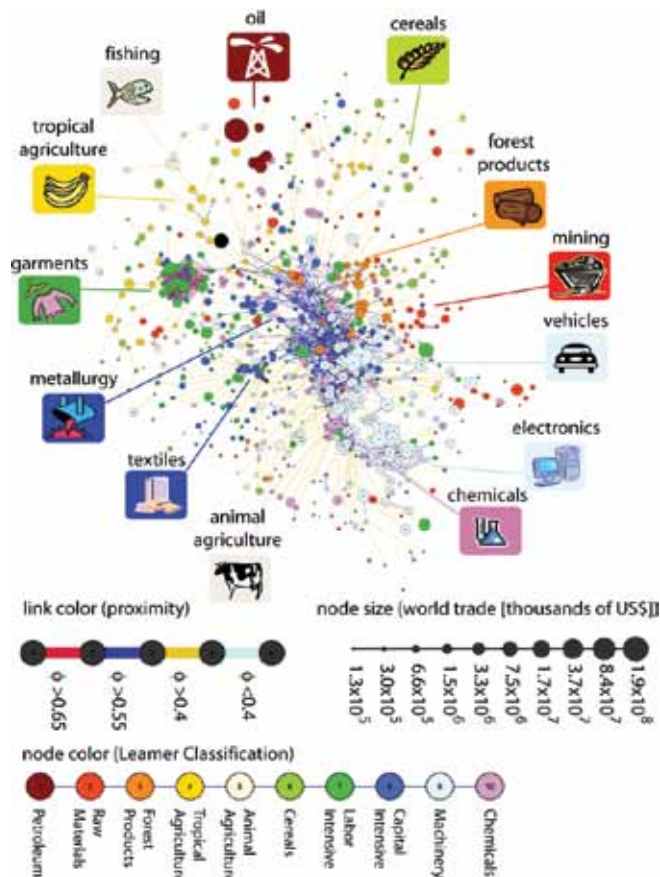 oil
cereals
fishing
tropical
agriculture
forest
products
mining
garments
vehicles
metallurgy
electronics
textiles
chemicals
animal
agriculture
link color (proximity)
node size (world trade [thousands of US$])
ϕ >0.65
ϕ >0.55
ϕ >0.4
ϕ <0.4
1.3x10⁵
3.0x10⁵
6.6x10⁵
1.5x10⁶
3.3x10⁶
7.5x10⁶
1.7x10⁷
3.7x10⁷
8.4x10⁷
1.9x10⁸
node color (Leamer Classification)
Petroleum
Raw
Materials
Forest
Products
Tropical
Agriculture
Animal
Agriculture
Cereals
Labor
Intensive
Capital
Intensive
Machinery
Chemicals